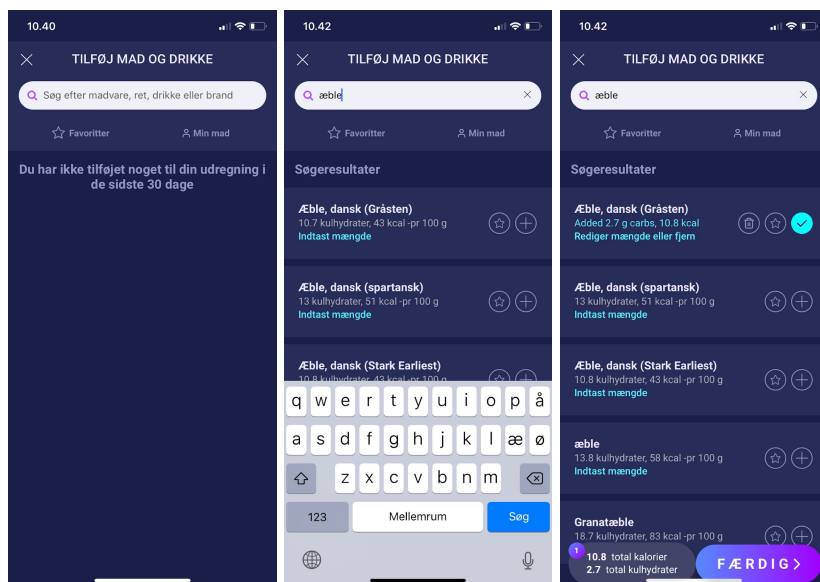 10.40
TILFØJ MAD OG DRIKKE
Søg efter madvare, ret, drikke eller brand
Favoritter
Min mad
Du har ikke tilføjet noget til din udregning i
de sidste 30 dage
10.42
TILFØJ MAD OG DRIKKE
æble
Favoritter
Min mad
Søgeresultater
Æble, dansk (Gråsten)
10.7 kulhydrater, 43 kcal -pr 100 g
Indtast mængde
Æble, dansk (spartansk)
13 kulhydrater, 51 kcal -pr 100 g
Indtast mængde
Æble, dansk (Stark Earliest)
10.8 kulhydrater, 43 kcal -pr 100 g
q w e r t y u i o p å
a s d f g h j k l æ ø
z x c v b n m
123 Mellemrum Søg
10.42
TILFØJ MAD OG DRIKKE
æble
Favoritter
Min mad
Søgeresultater
Æble, dansk (Gråsten)
Added 2.7 g carbs, 10.8 kcal
Rediger mængde eller fjern
Æble, dansk (spartansk)
13 kulhydrater, 51 kcal -pr 100 g
Indtast mængde
Æble, dansk (Stark Earliest)
10.8 kulhydrater, 43 kcal -pr 100 g
Indtast mængde
æble
13.8 kulhydrater, 58 kcal -pr 100 g
Indtast mængde
Granatæble
18.7 kulhydrater, 83 kcal -pr 100 g
1
10.8 total kalorier
2.7 total kulhydrater
FÆRDIG